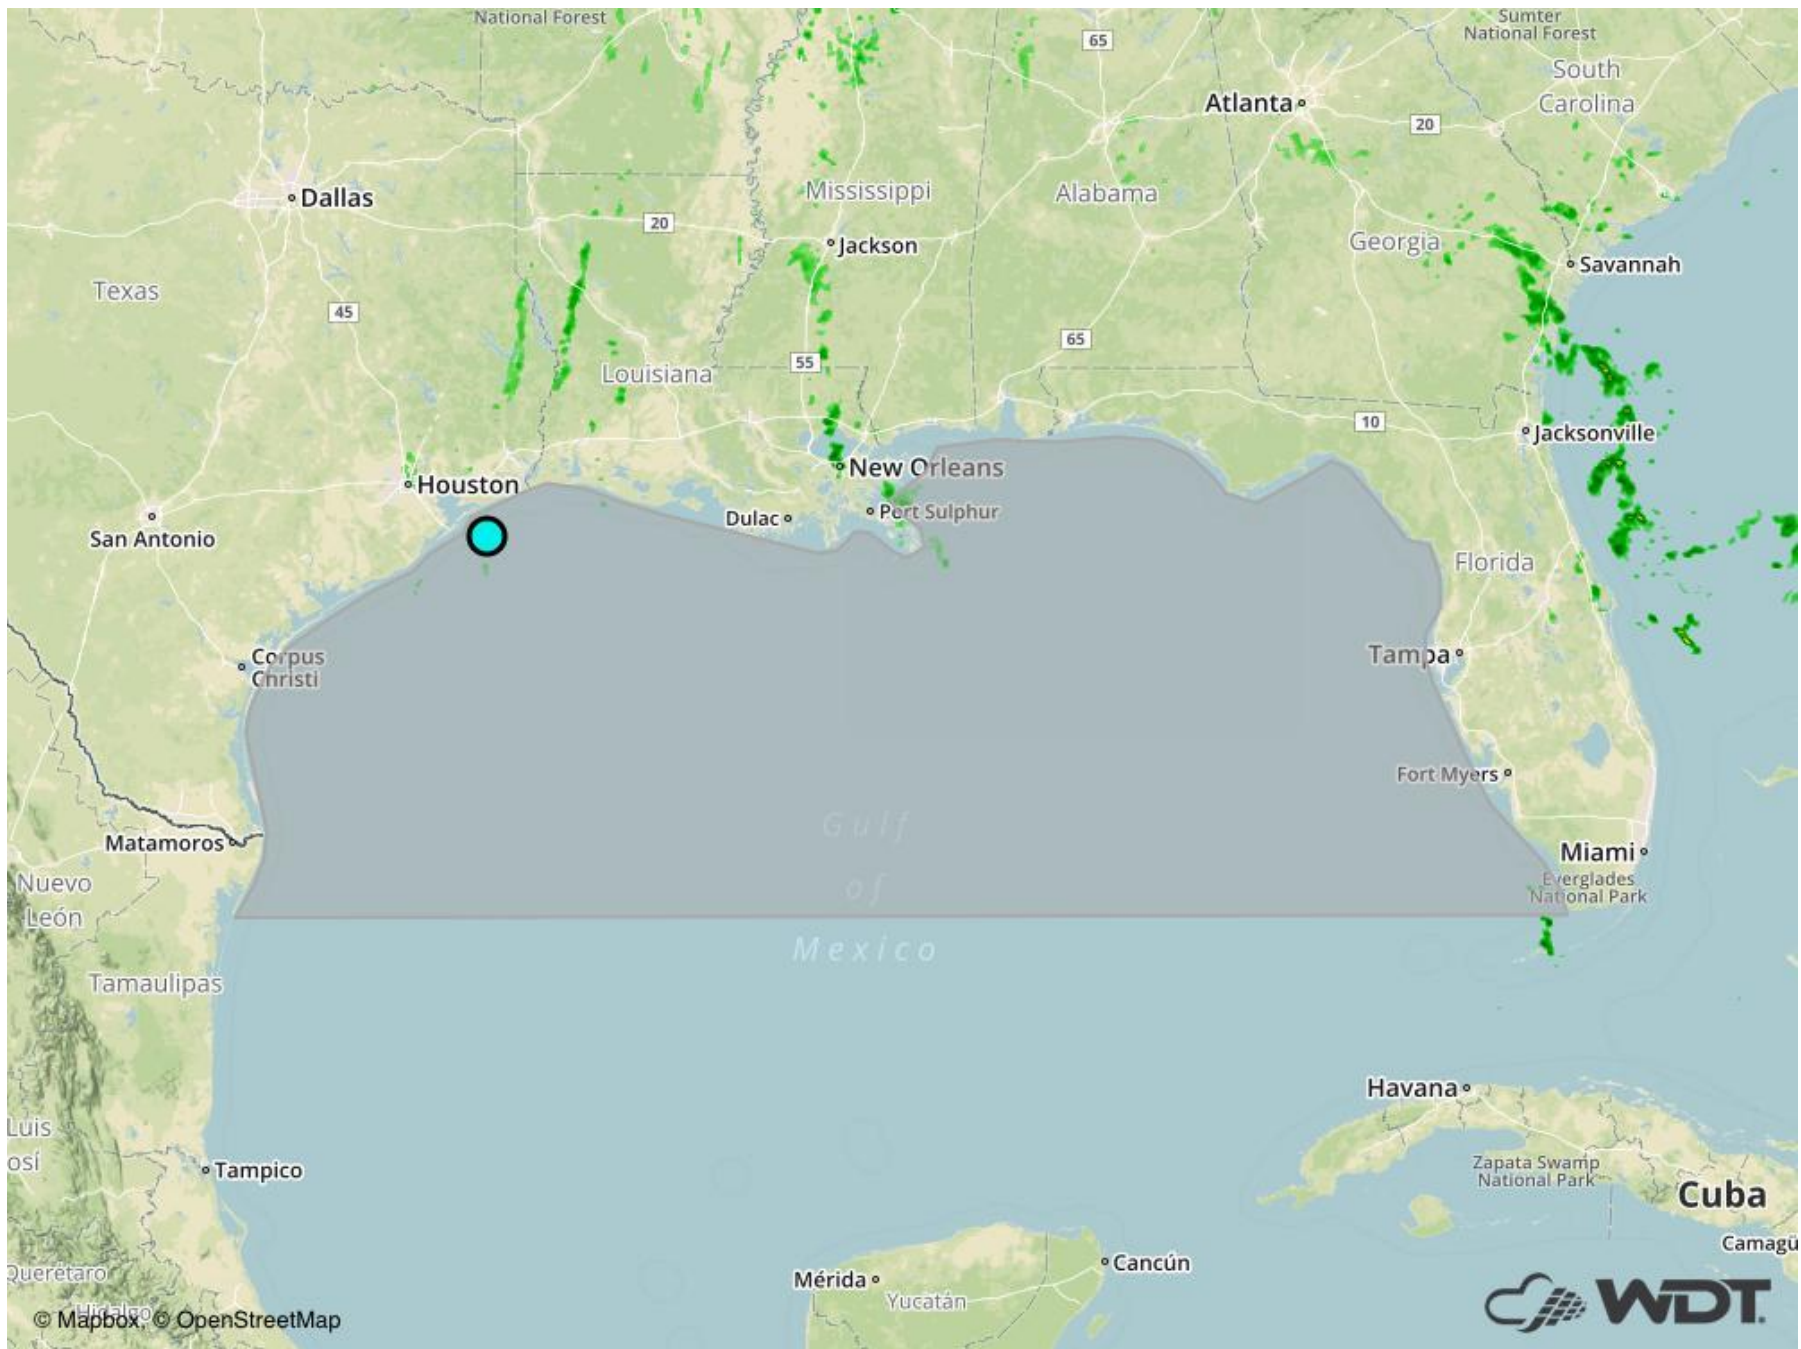 National Forest
Sumter
National Forest
65
South
Carolina
Atlanta
20
Dallas
Mississippi
Alabama
20
Jackson
Georgia
Savannah
Texas
45
65
55
Louisiana
10
Jacksonville
New Orleans
Houston
Port Sulphur
Dulac
San Antonio
Florida
Corpus
Christi
Tampa
Fort Myers
Gulf
of
Mexico
Matamoros
Miami
Everglades
National Park
Nuevo
León
Tamaulipas
Havana
Luis
osí
Zapata Swamp
National Park
Tampico
Cuba
Camagü
Cancún
Mérida
Yucatán
Querétaro
Hidalgo
© Mapbox, © OpenStreetMap
WDT